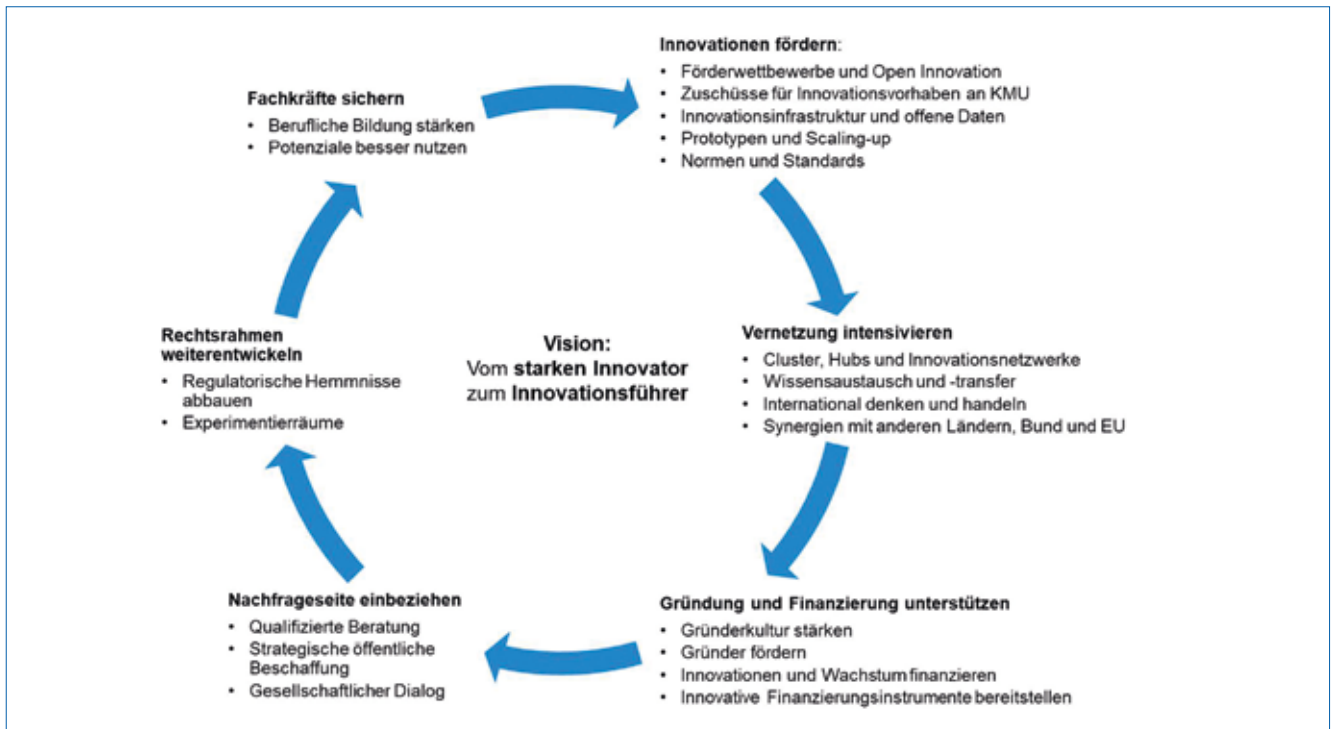 Innovationen fördern:
• Förderwettbewerbe und Open Innovation
• Zuschüsse für Innovationsvorhaben an KMU
• Innovationsinfrastruktur und offene Daten
• Prototypen und Scaling-up
• Normen und Standards
Vernetzung intensivieren
• Cluster, Hubs und Innovationsnetzwerke
• Wissensaustausch und -transfer
• International denken und handeln
• Synergien mit anderen Ländern, Bund und EU
Gründung und Finanzierung unterstützen
• Gründerkultur stärken
• Gründer fördern
• Innovationen und Wachstum finanzieren
• Innovative Finanzierungsinstrumente bereitstellen
Nachfrageseite einbeziehen
• Qualifizierte Beratung
• Strategische öffentliche
Beschaffung
• Gesellschaftlicher Dialog
Rechtsrahmen
weiterentwickeln
• Regulatorische Hemmnisse
abbauen
• Experimentierräume
Fachkräfte sichern
• Berufliche Bildung stärken
• Potenziale besser nutzen
Vision:
Vom starken Innovator
zum Innovationsführer